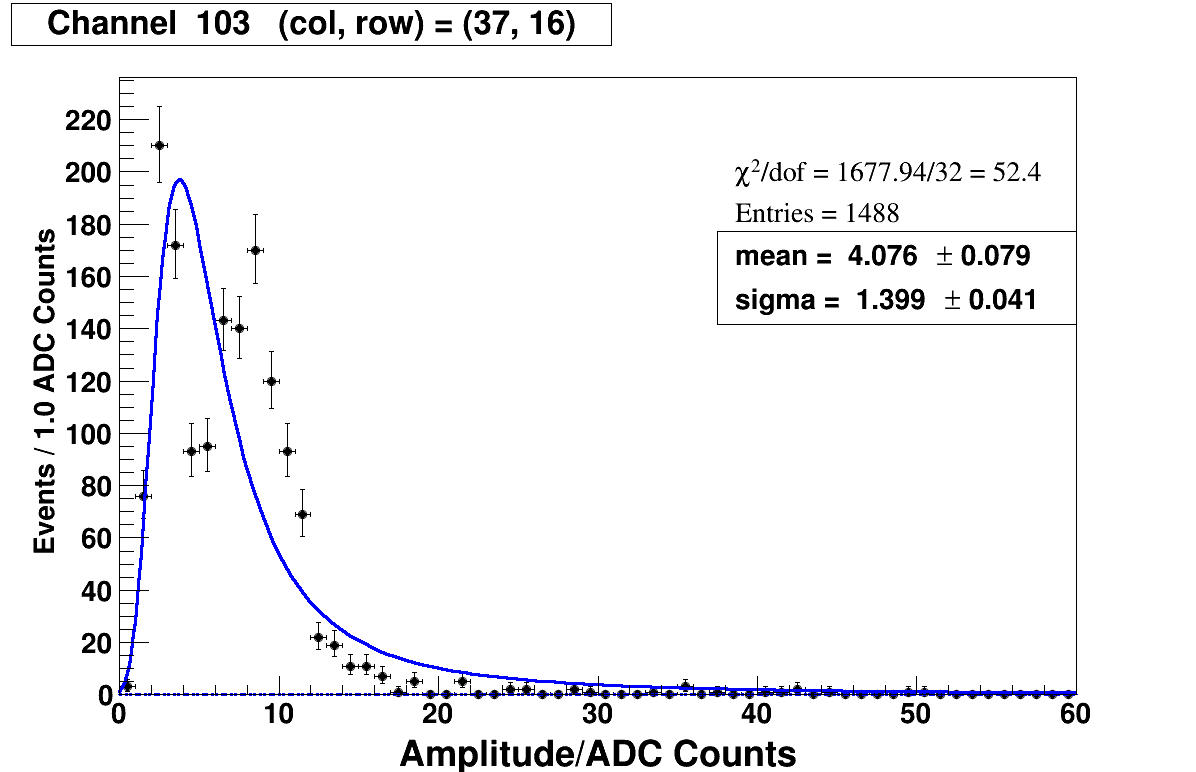 Channel 103 (col, row) = (37, 16)
χ²/dof = 1677.94/32 = 52.4
Entries = 1488
mean = 4.076 ± 0.079
sigma = 1.399 ± 0.041
Events / 1.0 ADC Counts
220
200
180
160
140
120
100
80
60
40
20
0
0 10 20 30 40 50 60
Amplitude/ADC Counts